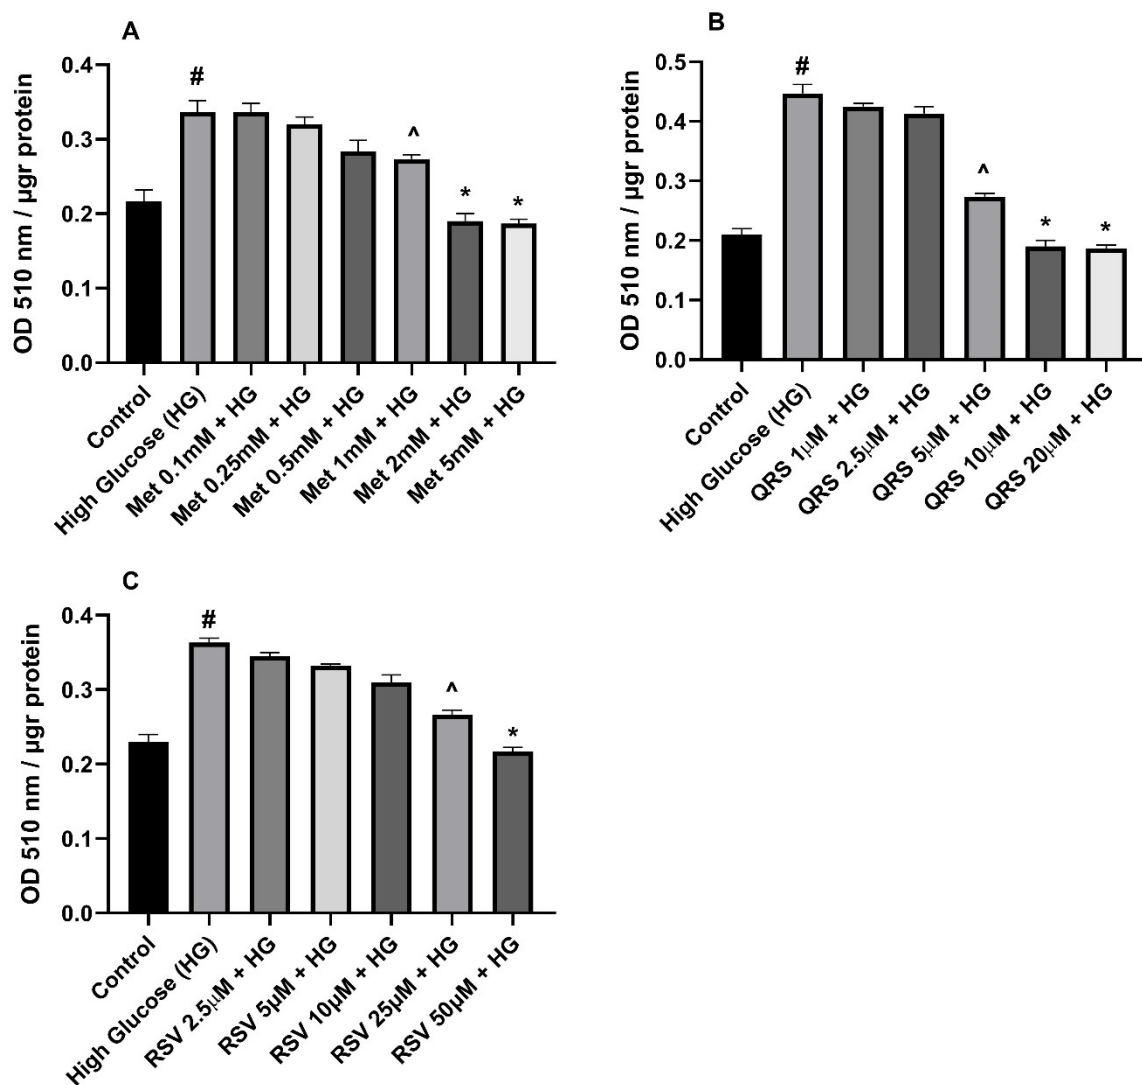 A
OD 510 nm / µgr protein
0.4
0.3
0.2
0.1
0.0
#
^
*
*
Control
High Glucose (HG)
Met 0.1mM + HG
Met 0.25mM + HG
Met 0.5mM + HG
Met 1mM + HG
Met 2mM + HG
Met 5mM + HG
B
OD 510 nm / µgr protein
0.5
0.4
0.3
0.2
0.1
0.0
#
^
*
*
Control
High Glucose (HG)
QRS 1µM + HG
QRS 2.5µM + HG
QRS 5µM + HG
QRS 10µM + HG
QRS 20µM + HG
C
OD 510 nm / µgr protein
0.4
0.3
0.2
0.1
0.0
#
^
*
Control
High Glucose (HG)
RSV 2.5µM + HG
RSV 5µM + HG
RSV 10µM + HG
RSV 25µM + HG
RSV 50µM + HG